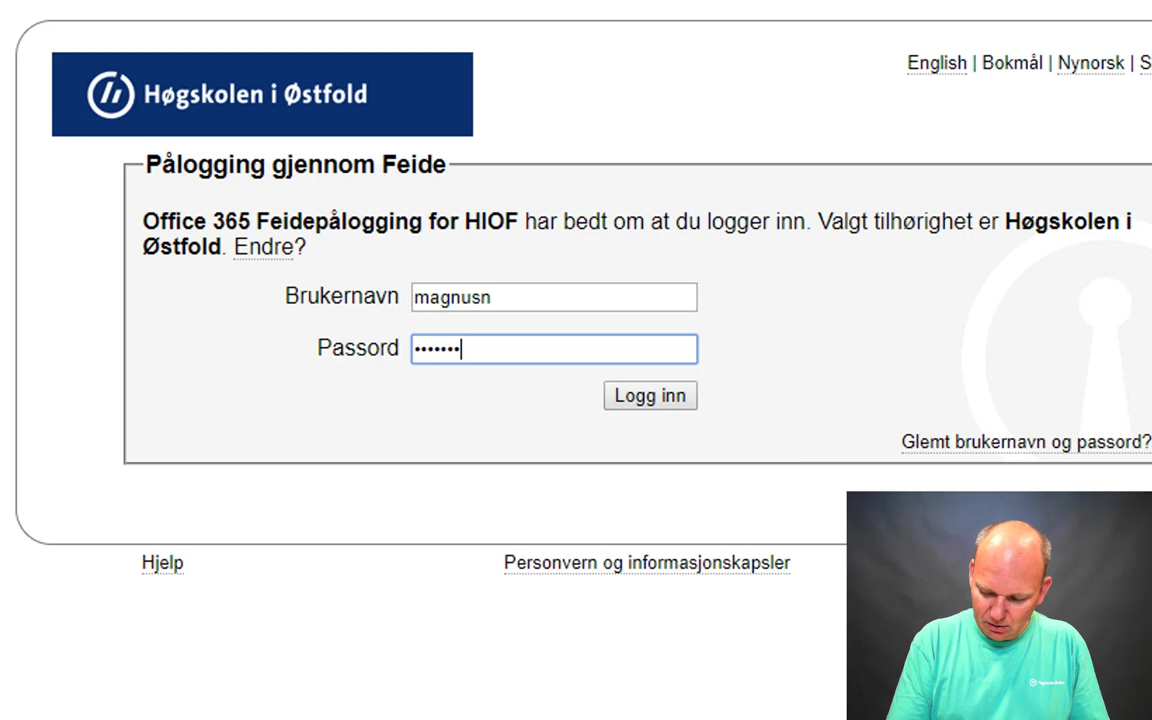 English | Bokmål | Nynorsk | S
Høgskolen i Østfold
Pålogging gjennom Feide
Office 365 Feidepålogging for HIOF har bedt om at du logger inn. Valgt tilhørighet er Høgskolen i
Østfold. Endre?
Brukernavn magnusn
Passord •••••••
Logg inn
Glemt brukernavn og passord?
Hjelp Personvern og informasjonskapsler